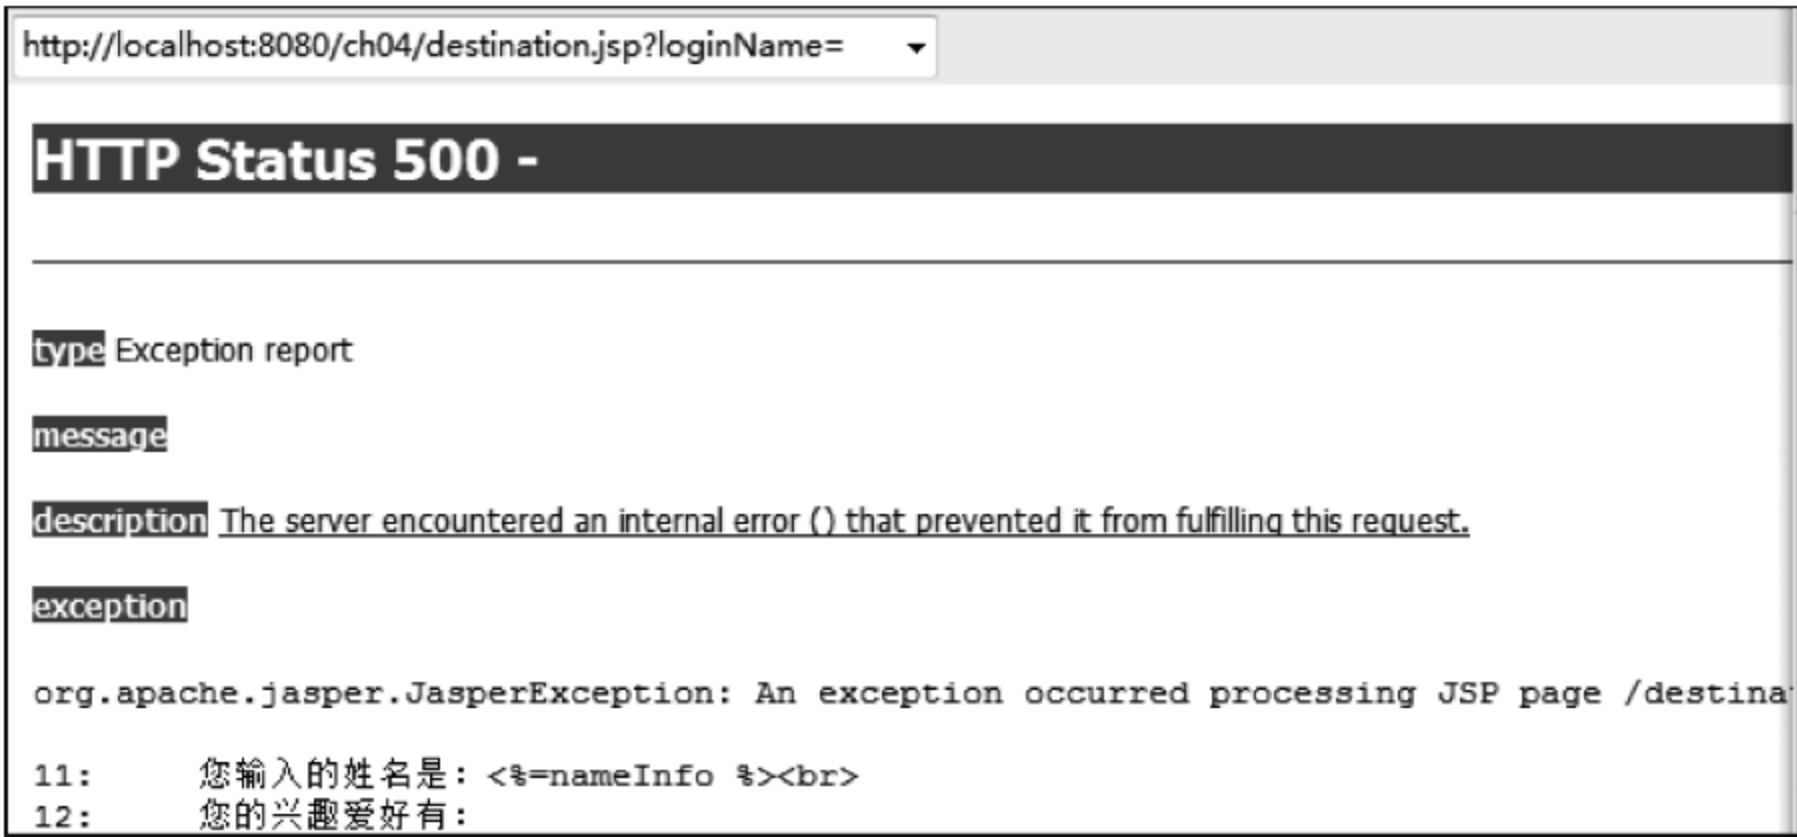 http://localhost:8080/ch04/destination.jsp?loginName=
HTTP Status 500 -
type Exception report
message
description The server encountered an internal error () that prevented it from fulfilling this request.
exception
org.apache.jasper.JasperException: An exception occurred processing JSP page /destina
11: 您输入的姓名是：<%=nameInfo %><br>
12: 您的兴趣爱好有：